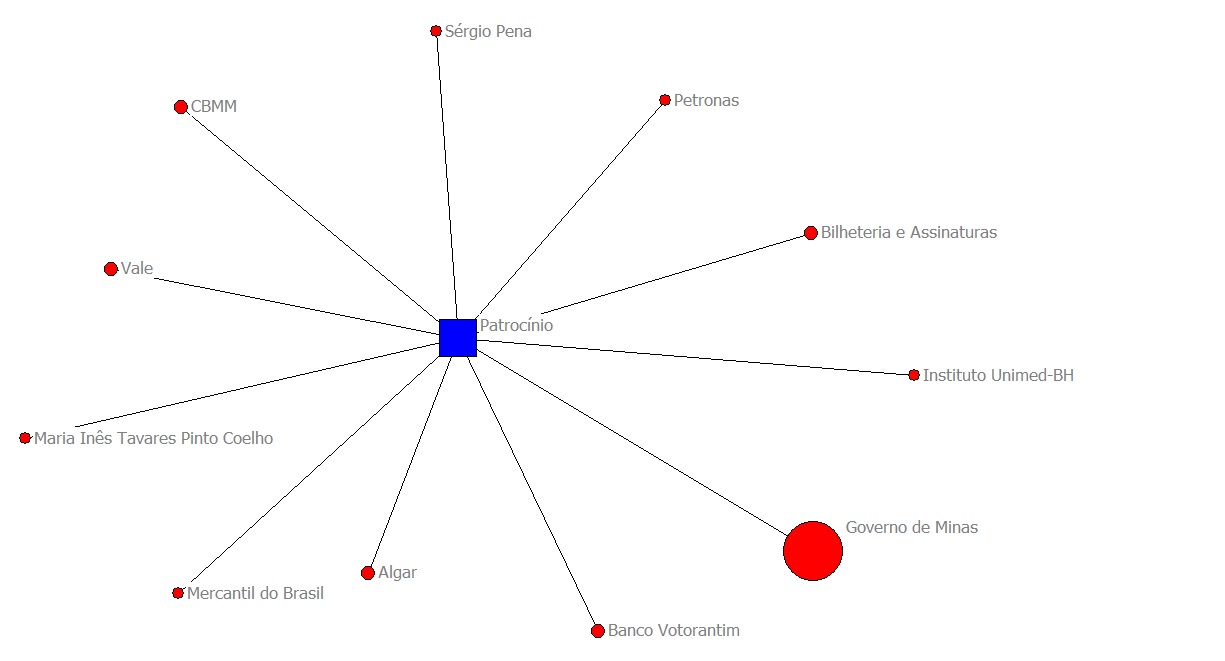 Sérgio Pena
Petronas
CBMM
Bilheteria e Assinaturas
Vale
Patrocínio
Instituto Unimed-BH
Maria Inês Tavares Pinto Coelho
Governo de Minas
Algar
Mercantil do Brasil
Banco Votorantim